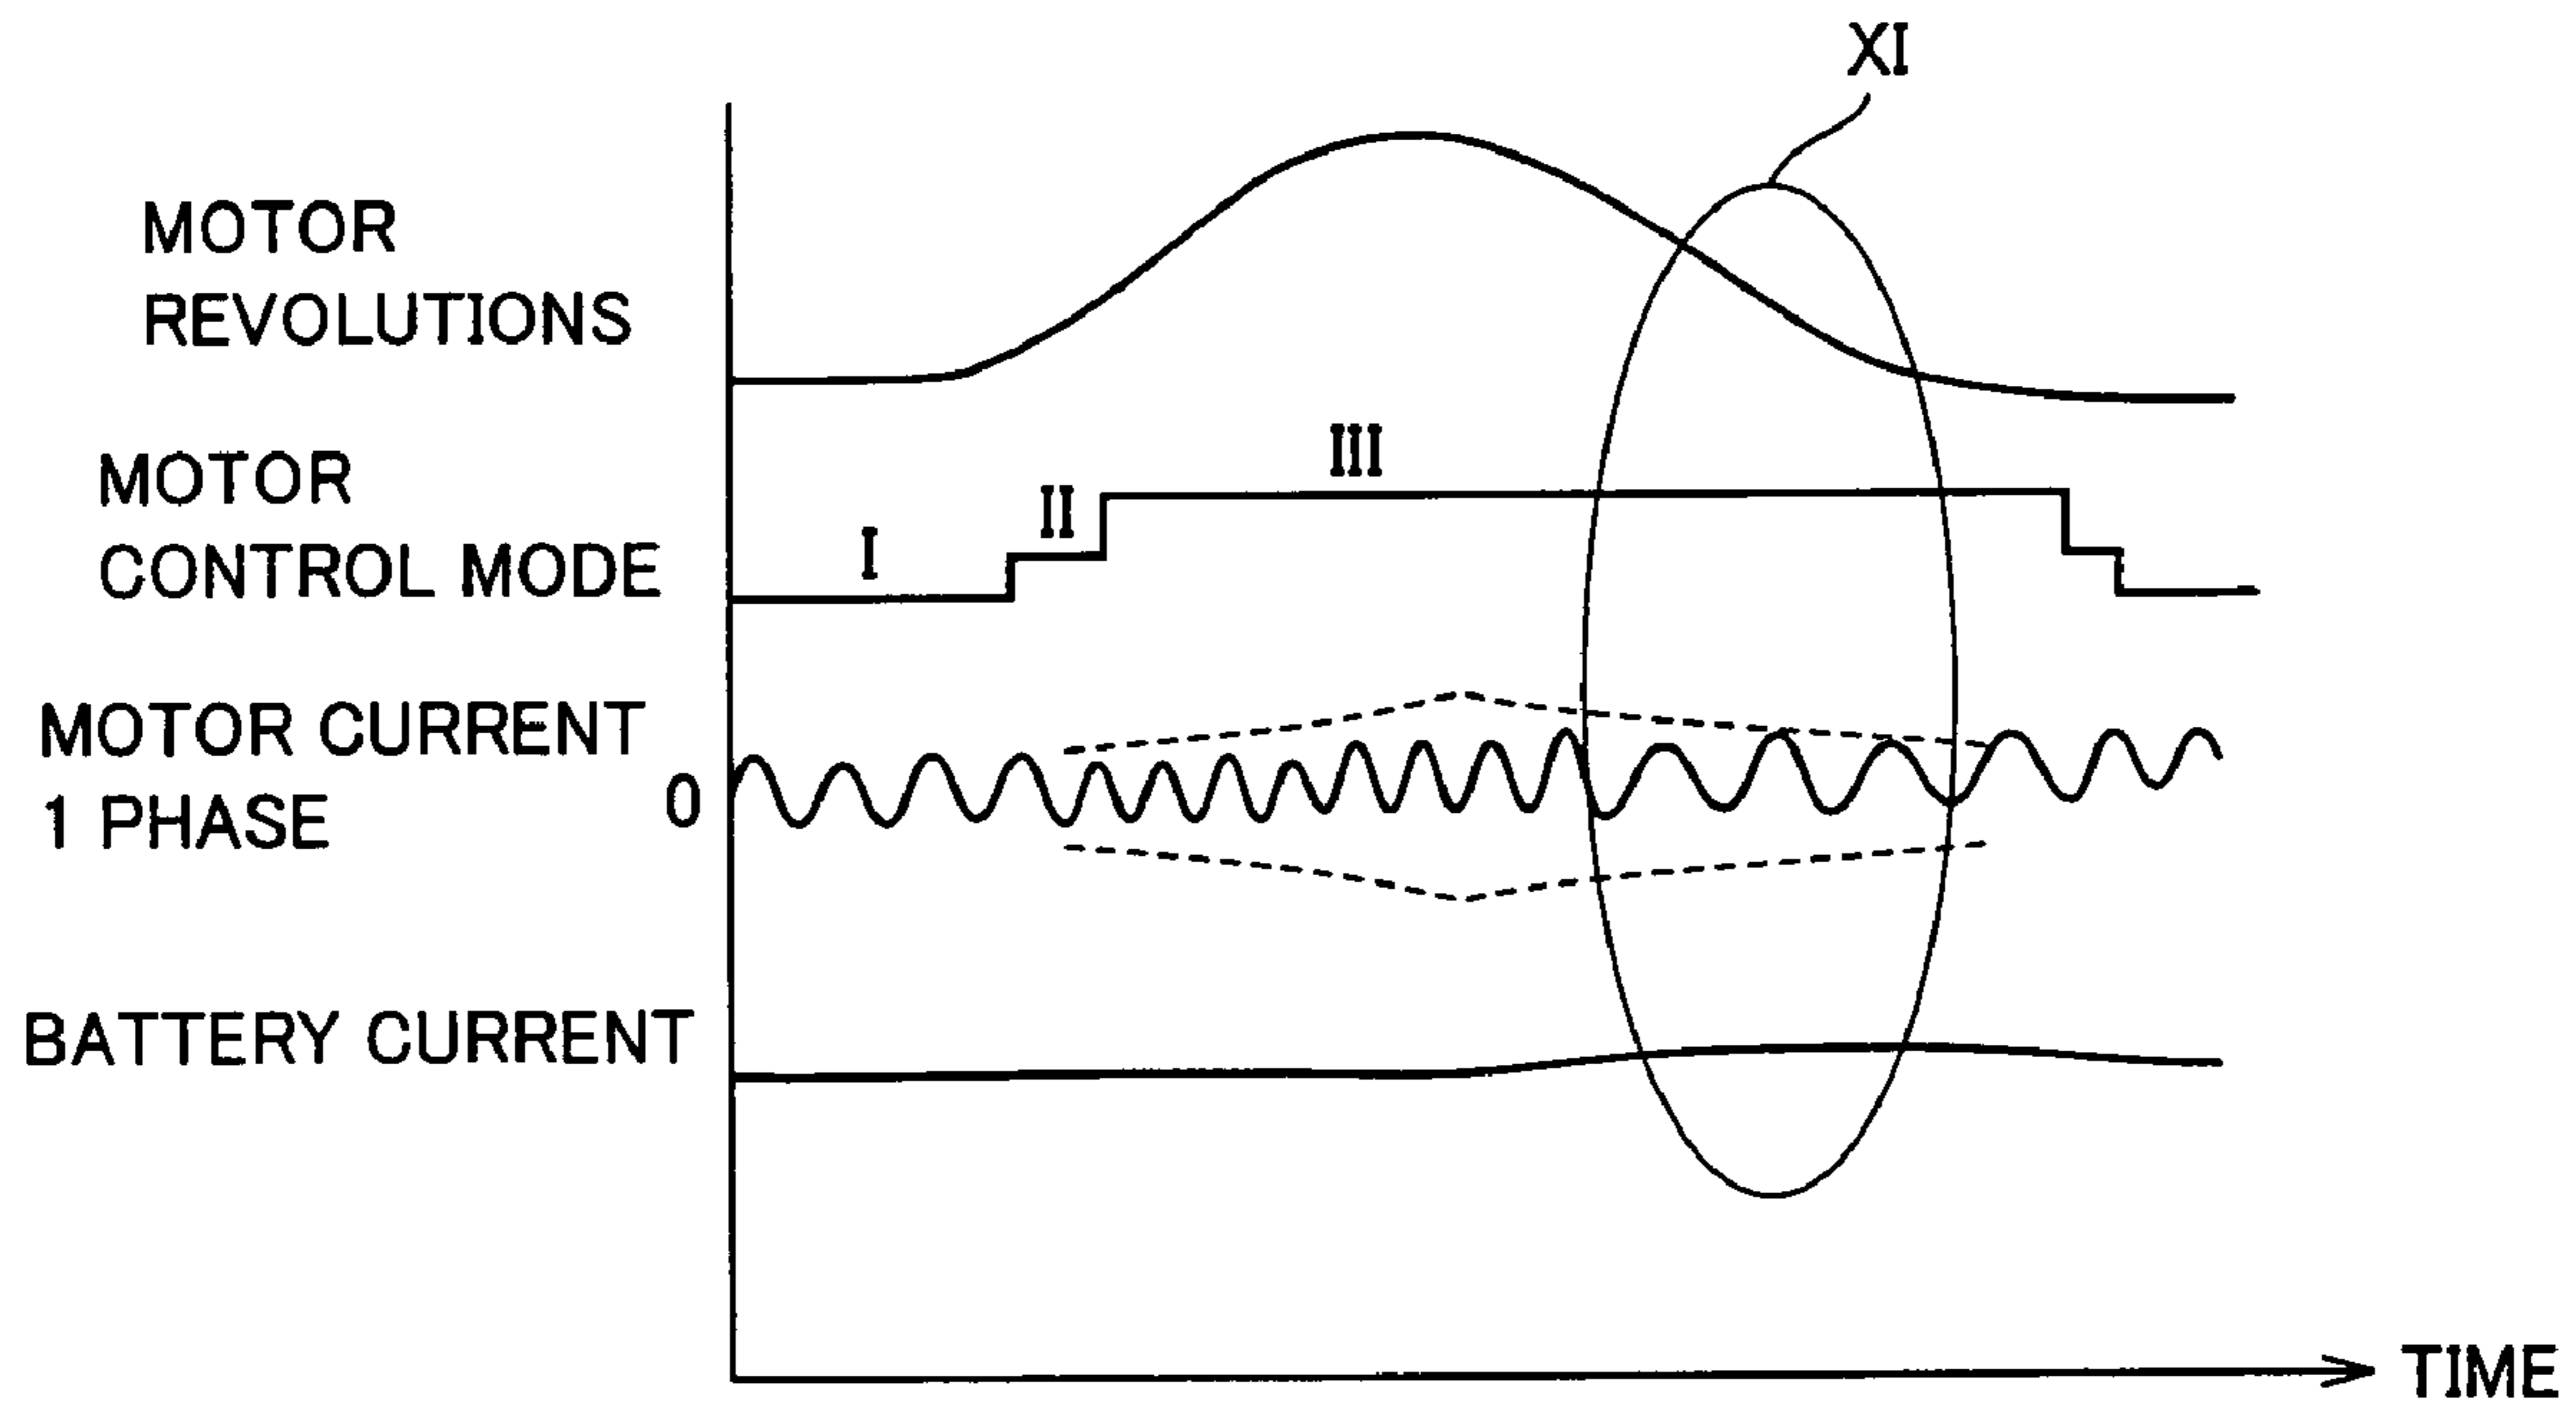 XI
MOTOR
REVOLUTIONS
MOTOR
CONTROL MODE
I
II
III
MOTOR CURRENT
1 PHASE
0
BATTERY CURRENT
TIME